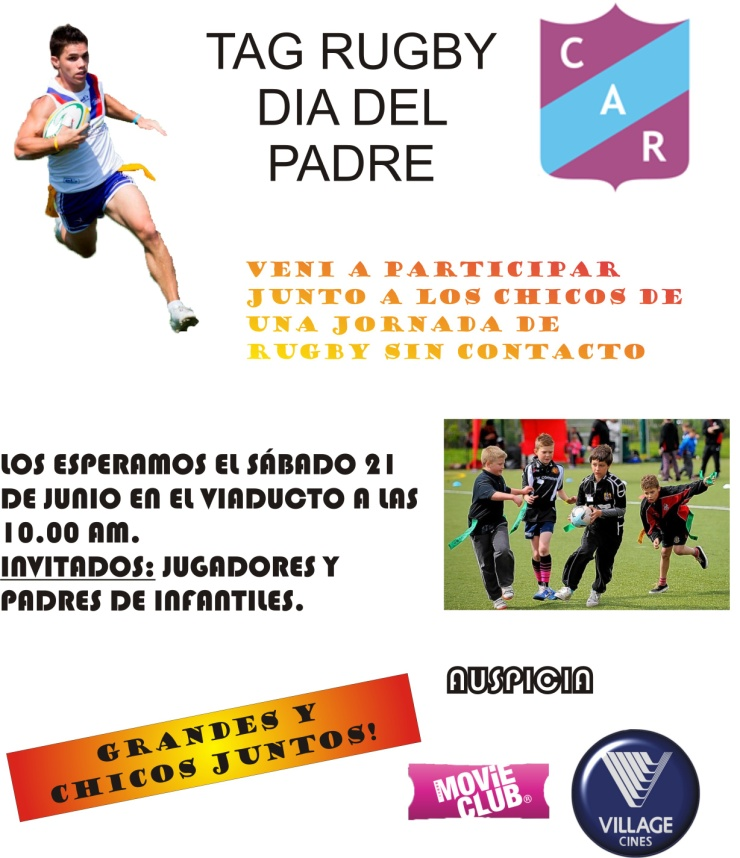 TAG RUGBY
DIA DEL
PADRE
C
A
R
VENI A PARTICIPAR
JUNTO A LOS CHICOS DE
UNA JORNADA DE
RUGBY SIN CONTACTO
LOS ESPERAMOS EL SÁBADO 21
DE JUNIO EN EL VIADUCTO A LAS
10.00 AM.
INVITADOS: JUGADORES Y
PADRES DE INFANTILES.
GRANDES Y
CHICOS JUNTOS!
AUSPICIA
MOViE
CLUB®
VILLAGE
CINES